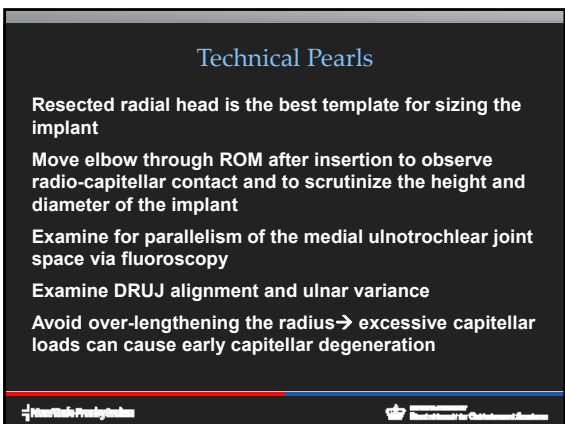 Technical Pearls
Resected radial head is the best template for sizing the
implant
Move elbow through ROM after insertion to observe
radio-capitellar contact and to scrutinize the height and
diameter of the implant
Examine for parallelism of the medial ulnotrochlear joint
space via fluoroscopy
Examine DRUJ alignment and ulnar variance
Avoid over-lengthening the radius→ excessive capitellar
loads can cause early capitellar degeneration